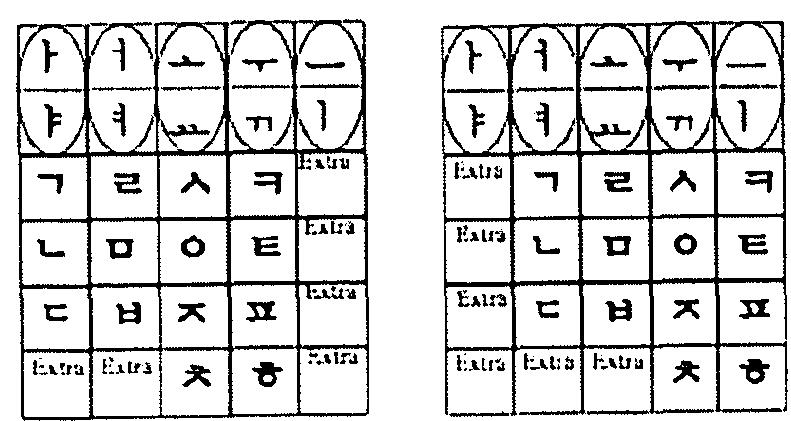 ㅏ ㅓ ㅗ ㅜ ㅡ
ㅑ ㅕ ㅛ ㅠ ㅣ
ㄱ ㄹ ㅅ ㅋ Extra
ㄴ ㅁ ㅇ ㅌ Extra
ㄷ ㅂ ㅈ ㅍ Extra
Extra Extra ㅊ ㅎ Extra
ㅏ ㅓ ㅗ ㅜ ㅡ
ㅑ ㅕ ㅛ ㅠ ㅣ
Extra ㄱ ㄹ ㅅ ㅋ
Extra ㄴ ㅁ ㅇ ㅌ
Extra ㄷ ㅂ ㅈ ㅍ
Extra Extra Extra ㅊ ㅎ